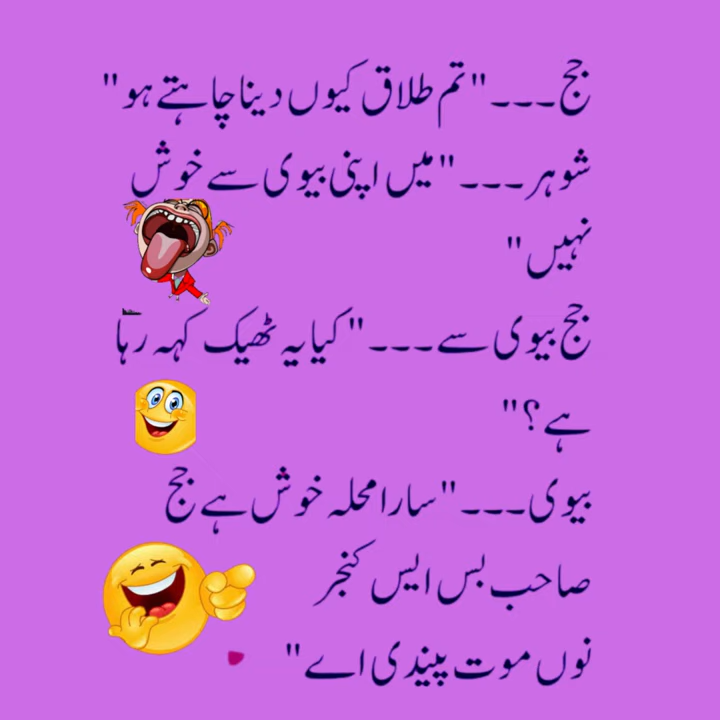 جج۔۔۔"تم طلاق کیوں دینا چاہتے ہو"
شوہر۔۔۔"میں اپنی بیوی سے خوش
نہیں"
جج بیوی سے۔۔۔"کیا یہ ٹھیک کہہ رہا
ہے؟"
بیوی۔۔۔"سارا محلہ خوش ہے جج
صاحب بس ایس کنجر
نوں موت پیندی اے"